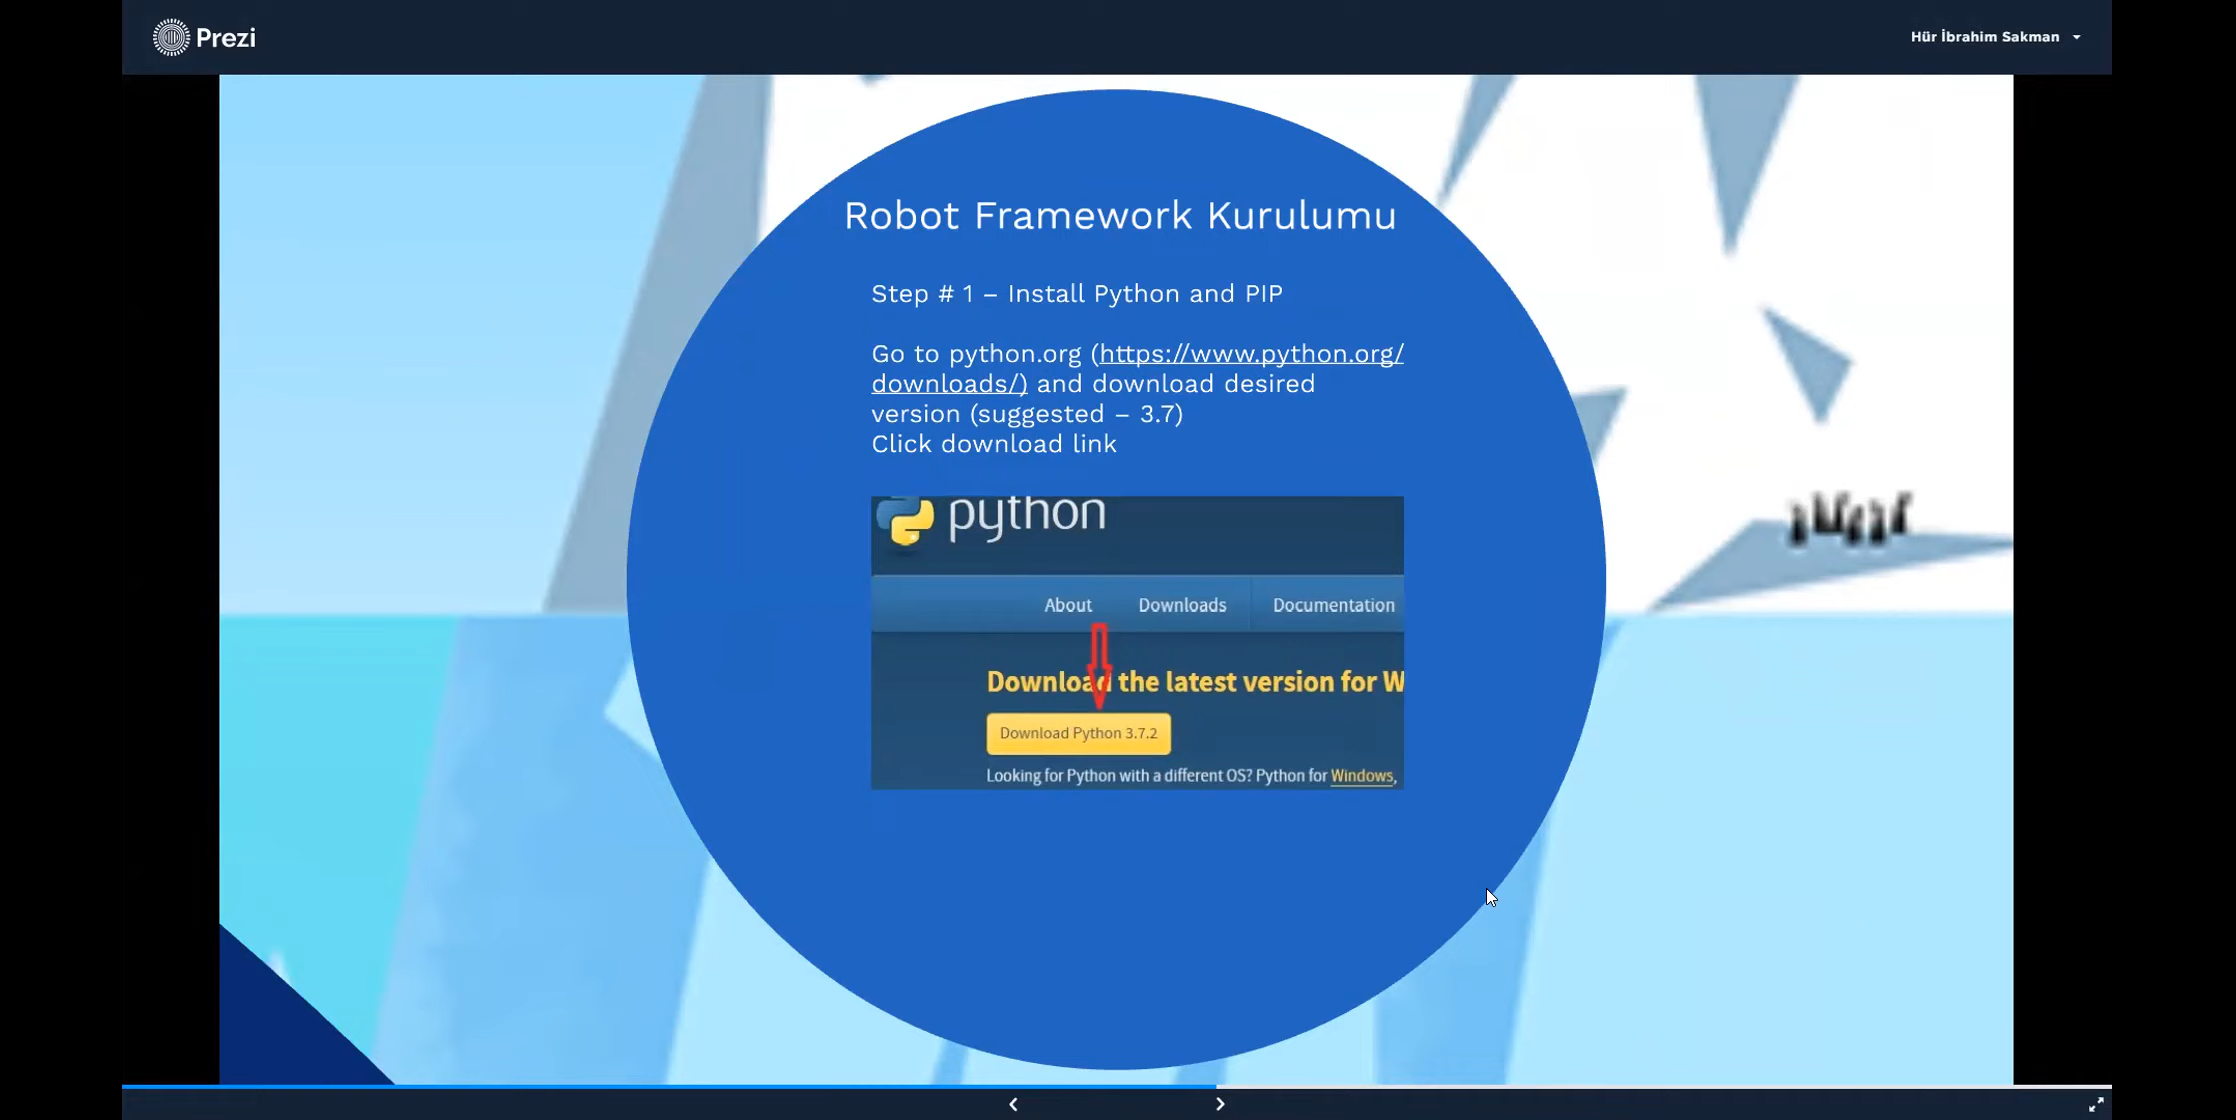 Prezi
Hür İbrahim Sakman
Robot Framework Kurulumu
Step # 1 – Install Python and PIP
Go to python.org (https://www.python.org/
downloads/) and download desired
version (suggested – 3.7)
Click download link
python
About Downloads Documentation
Download the latest version for W
Download Python 3.7.2
Looking for Python with a different OS? Python for Windows,